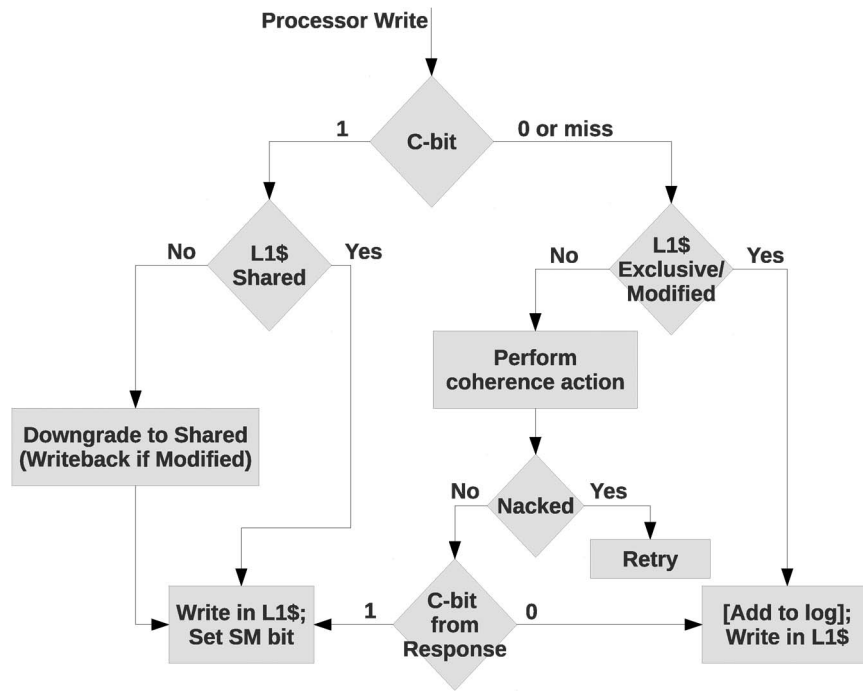 Processor Write
C-bit
1
0 or miss
L1$
Shared
No
Yes
L1$
Exclusive/
Modified
No
Yes
Perform
coherence action
Downgrade to Shared
(Writeback if Modified)
Nacked
No
Yes
Retry
Write in L1$;
Set SM bit
1
C-bit
from
Response
0
[Add to log];
Write in L1$